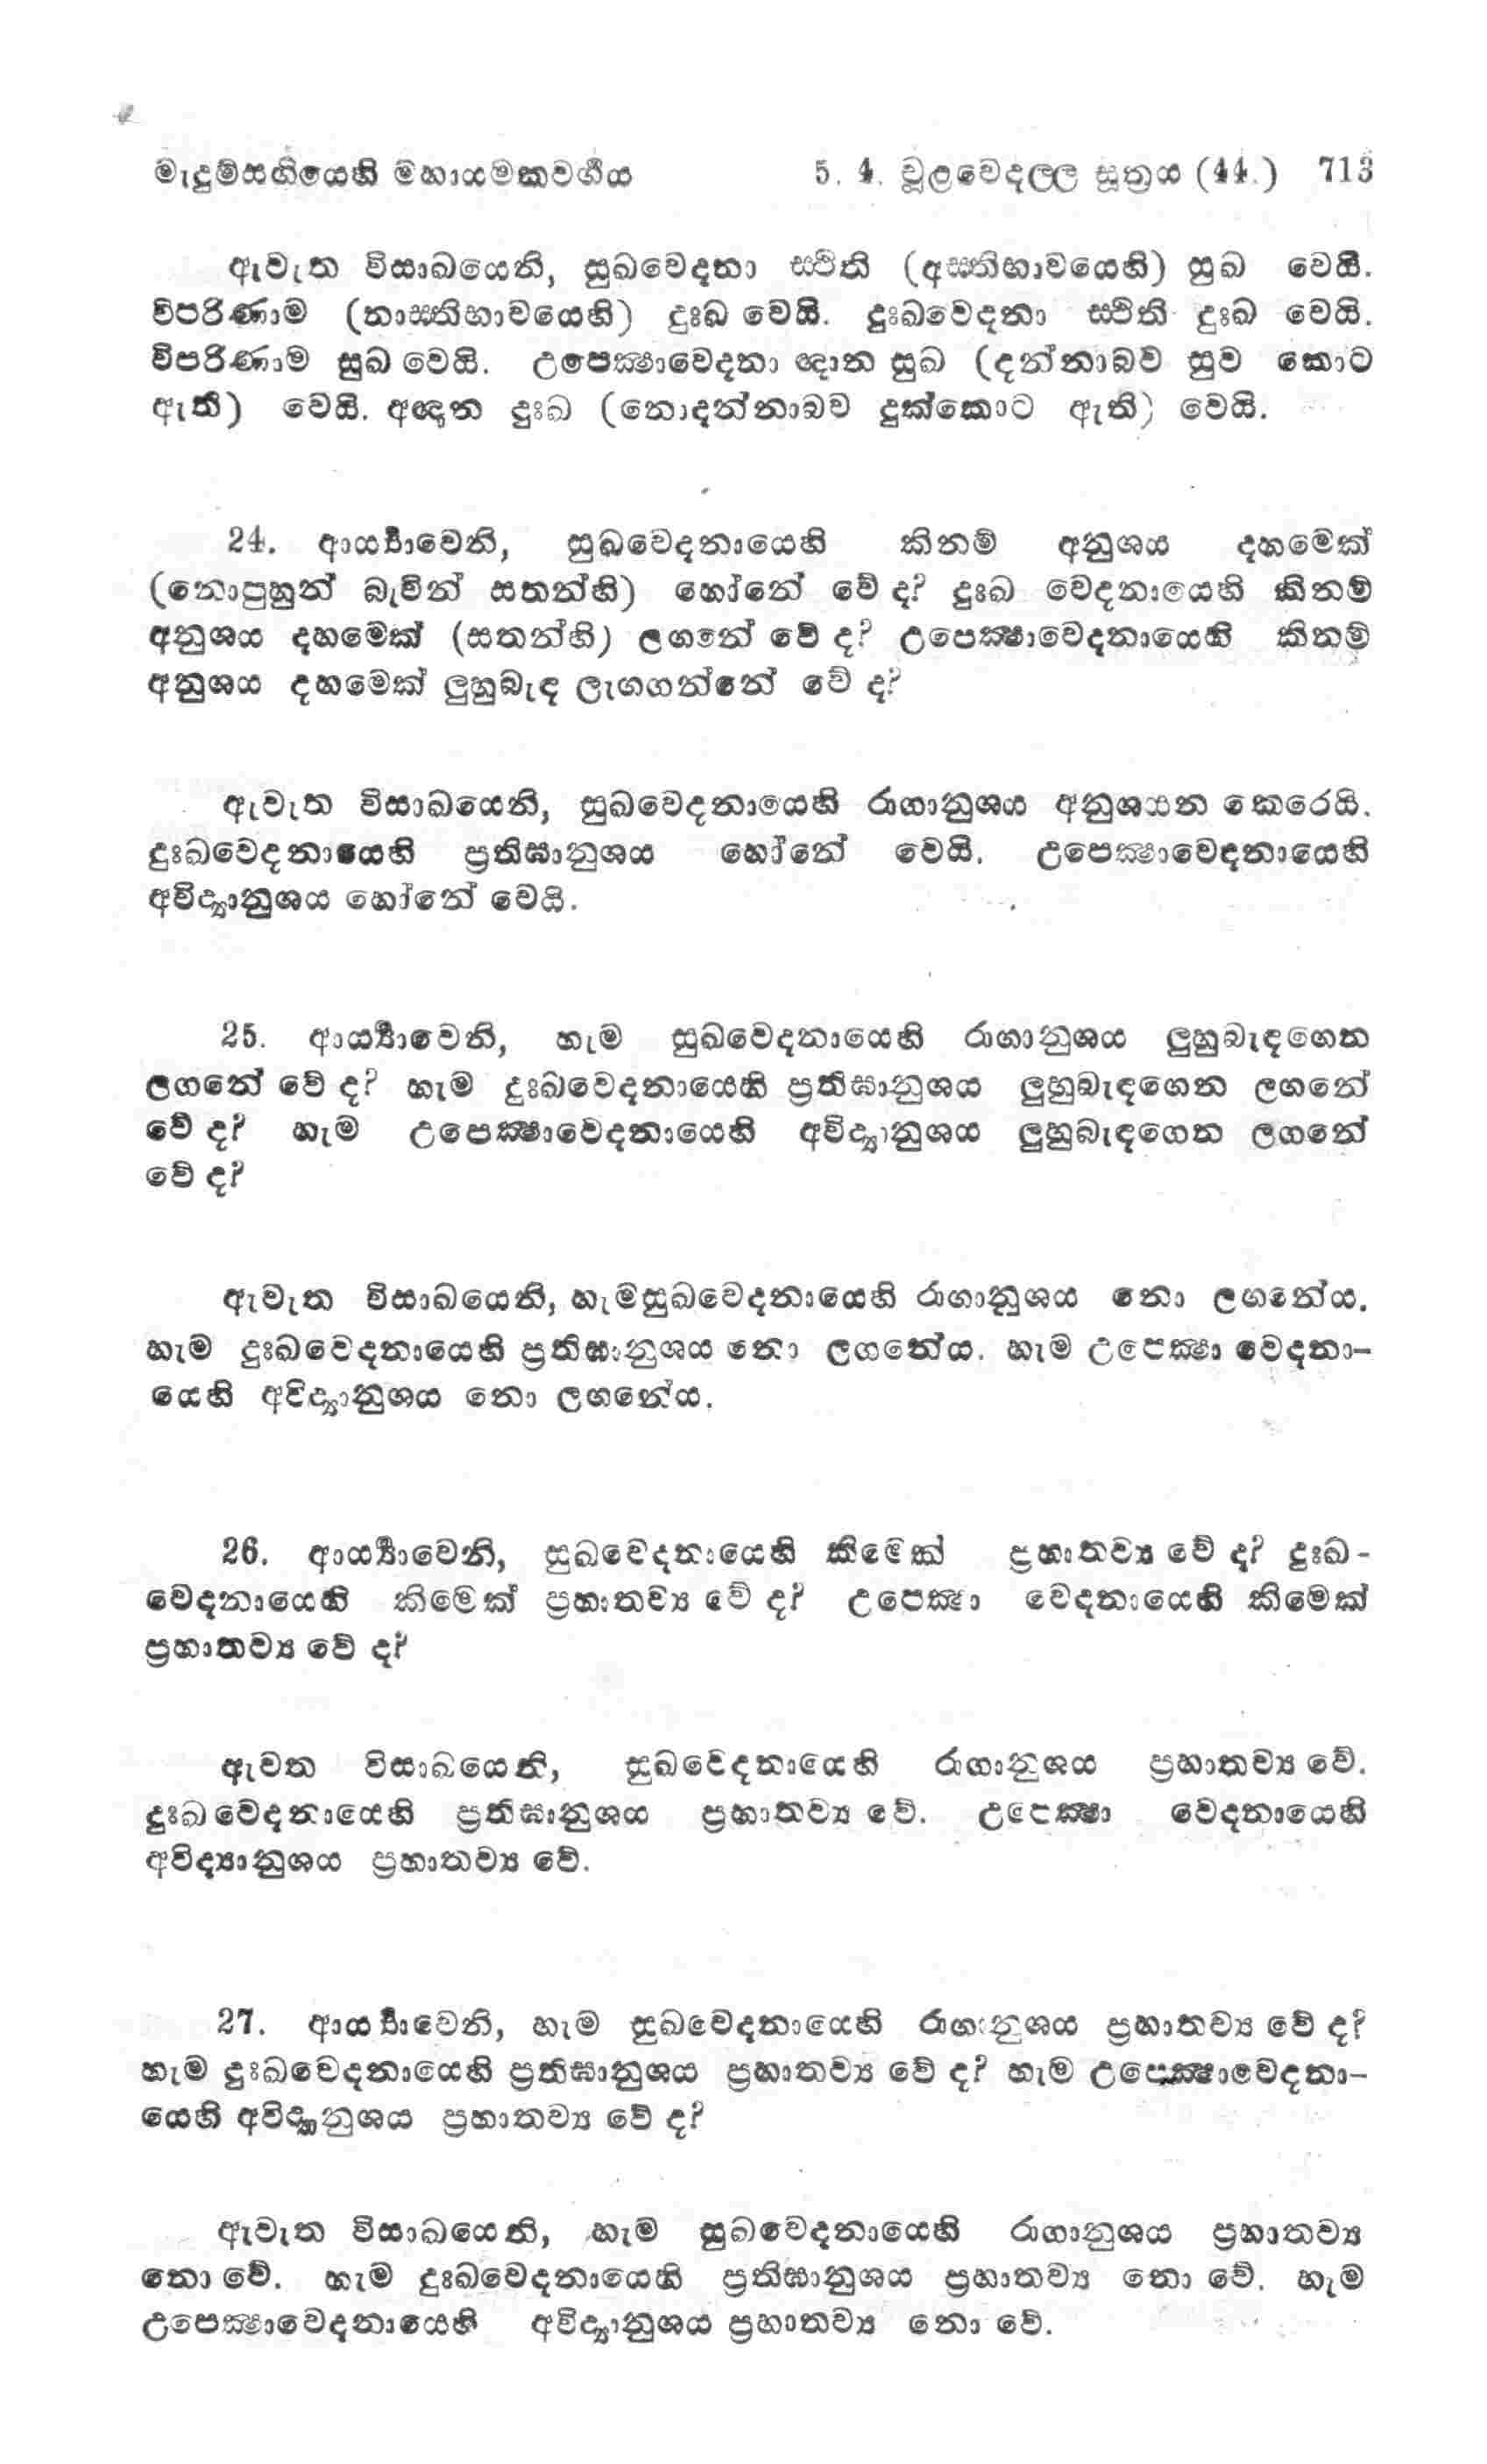 මැදුම්සඟියෙහි මහායමකවර්‍ගය 5. 4. චූළවෙදල්ල සූත්‍රය (44.) 713
ඇවැත විසාඛයෙනි, සුඛවෙදනා ස්ථිති (අස්තිභාවයෙහි) සුඛ වෙයි.
විපරිණාම (නාස්තිභාවයෙහි) දුඃඛ වෙයි. දුඃඛවෙදනා ස්ථිති දුඃඛ වෙයි.
විපරිණාම සුඛ වෙයි. උපෙක්‍ෂාවෙදනා ඥාන සුඛ (දන්නාබව සුව කොට
ඇති) වෙයි. අඥාන දුඃඛ (නොදන්නාබව දුක්කොට ඇති) වෙයි.
24. ආර්‍ය්‍යාවෙනි, සුඛවෙදනායෙහි කිනම් අනුශය දහමෙක්
(නොපුහුන් බැවින් සතන්හි) හෝනේ වේ ද? දුඃඛ වෙදනායෙහි කිනම්
අනුශය දහමෙක් (සතන්හි) ලගනේ වේ ද? උපෙක්‍ෂාවෙදනායෙහි කිනම්
අනුශය දහමෙක් ලුහුබැඳ ලැගගන්නේ වේ ද?
ඇවැත විසාඛයෙනි, සුඛවෙදනායෙහි රාගානුශය අනුශයන කෙරෙයි.
දුඃඛවෙදනායෙහි ප්‍රතිඝානුශය හෝනේ වෙයි. උපෙක්‍ෂාවෙදනායෙහි
අවිද්‍යානුශය හෝනේ වෙයි.
25. ආර්‍ය්‍යාවෙනි, හැම සුඛවෙදනායෙහි රාගානුශය ලුහුබැඳගෙන
ලගනේ වේ ද? හැම දුඃඛවෙදනායෙහි ප්‍රතිඝානුශය ලුහුබැඳගෙන ලගනේ
වේ ද? හැම උපෙක්‍ෂාවෙදනායෙහි අවිද්‍යානුශය ලුහුබැඳගෙන ලගනේ
වේ ද?
ඇවැත විසාඛයෙනි, හැමසුඛවෙදනායෙහි රාගානුශය නො ලගනේය.
හැම දුඃඛවෙදනායෙහි ප්‍රතිඝානුශය නො ලගනේය. හැම උපෙක්‍ෂා වෙදනා-
යෙහි අවිද්‍යානුශය නො ලගනේය.
26. ආර්‍ය්‍යාවෙනි, සුඛවෙදනායෙහි කිමෙක් ප්‍රහාතව්‍ය වේ ද? දුඃඛ-
වෙදනායෙහි කිමෙක් ප්‍රහාතව්‍ය වේ ද? උපෙක්‍ෂා වෙදනායෙහි කිමෙක්
ප්‍රහාතව්‍ය වේ ද?
ඇවත විසාඛයෙනි, සුඛවෙදනායෙහි රාගානුශය ප්‍රහාතව්‍ය වේ.
දුඃඛ වෙදනායෙහි ප්‍රතිඝානුශය ප්‍රහාතව්‍ය වේ. උපෙක්‍ෂා වෙදනායෙහි
අවිද්‍යානුශය ප්‍රහාතව්‍ය වේ.
27. ආර්‍ය්‍යාවෙනි, හැම සුඛවෙදනායෙහි රාගානුශය ප්‍රහාතව්‍ය වේ ද?
හැම දුඃඛවෙදනායෙහි ප්‍රතිඝානුශය ප්‍රහාතව්‍ය වේ ද? හැම උපෙක්‍ෂාවෙදනා-
යෙහි අවිද්‍යානුශය ප්‍රහාතව්‍ය වේ ද?
ඇවැත විසාඛයෙනි, හැම සුඛවෙදනායෙහි රාගානුශය ප්‍රහාතව්‍ය
නො වේ. හැම දුඃඛවෙදනායෙහි ප්‍රතිඝානුශය ප්‍රහාතව්‍ය නො වේ. හැම
උපෙක්‍ෂාවෙදනායෙහි අවිද්‍යානුශය ප්‍රහාතව්‍ය නො වේ.